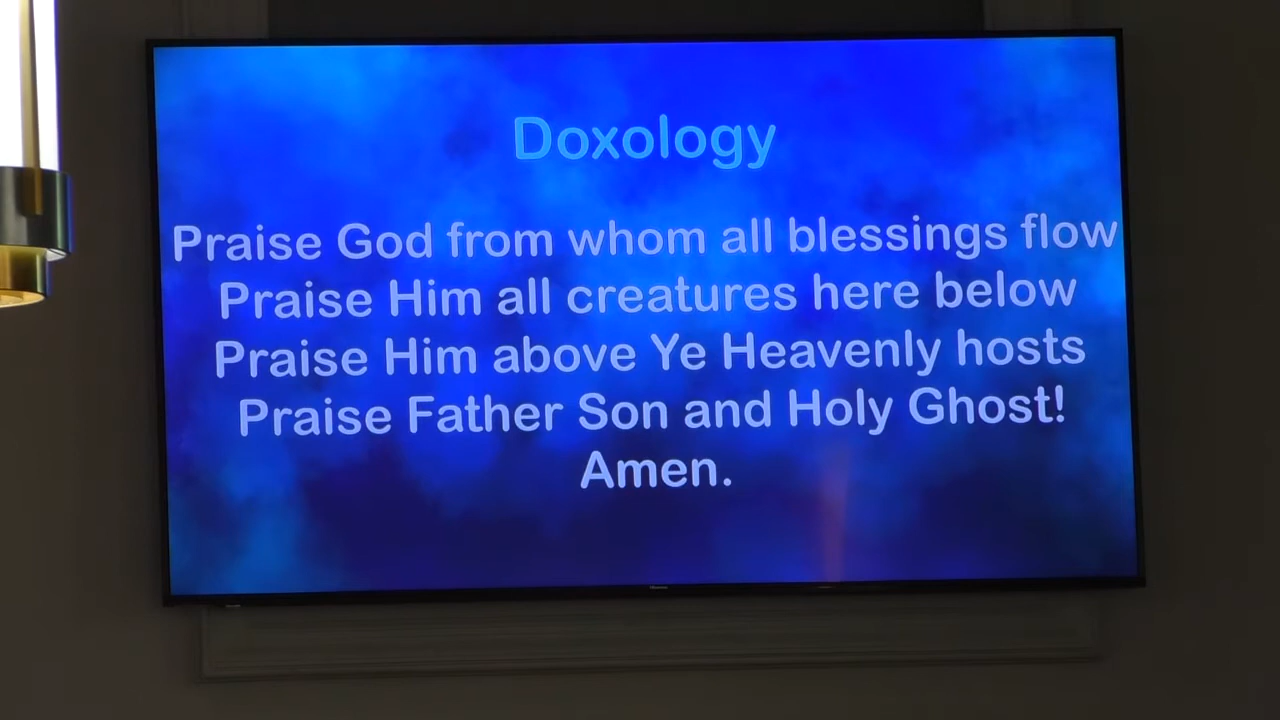 Doxology
Praise God from whom all blessings flow
Praise Him all creatures here below
Praise Him above Ye Heavenly hosts
Praise Father Son and Holy Ghost!
Amen.